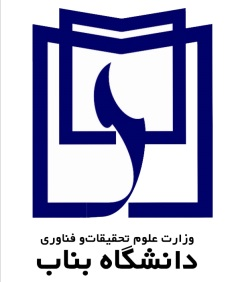 وزارت علوم تحقیقات و فناوری
دانشگاه بناب